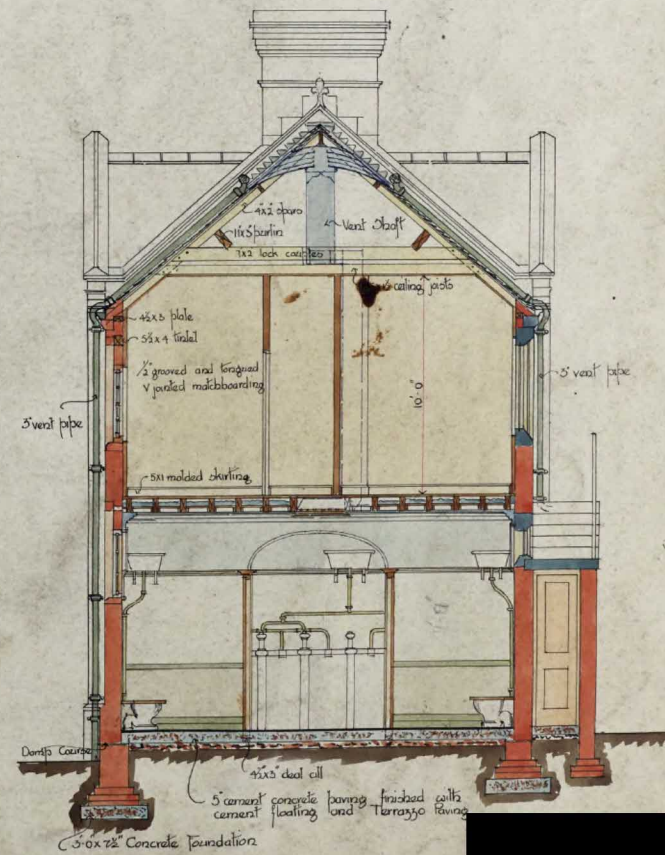 4x2 spars
11x3 purlin
Vent Shaft
7x2 lock couples
ceiling joists
4½x3 plate
5½x4 lintel
½" grooved and tongued
V jointed matchboarding
10'.0"
3" vent pipe
3" vent pipe
5x1 molded skirting
Damp Course
4½x3" deal cill
5" cement concrete paving finished with
cement floating and Terrazzo Paving
3'-0"x7½" Concrete Foundation